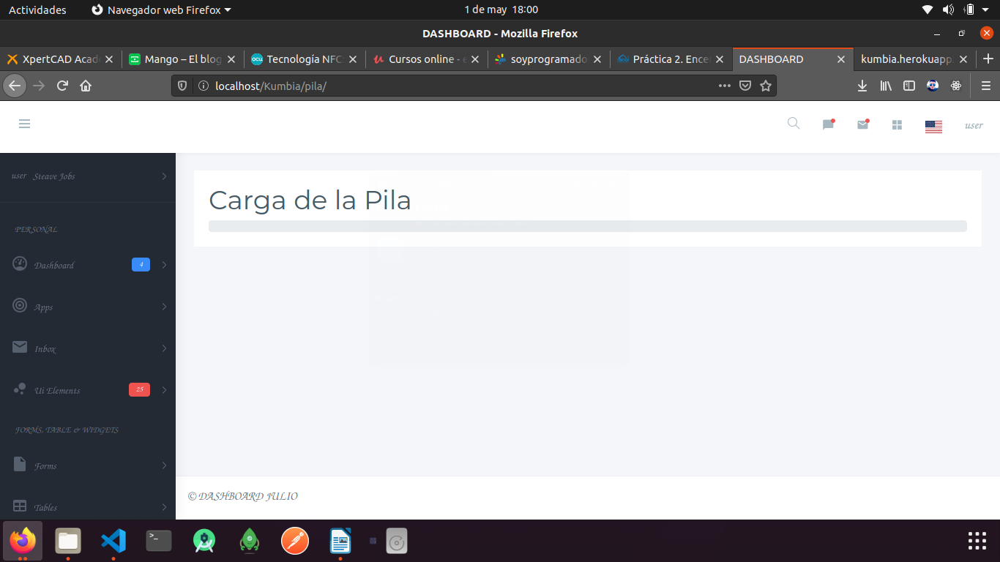 Actividades Navegador web Firefox 1 de may 18:00
DASHBOARD - Mozilla Firefox
XpertCAD Acade Mango – El blog Tecnología NFC: Cursos online - e soyprogramado Práctica 2. Encen DASHBOARD kumbia.herokuapp.
localhost/Kumbia/pila/
user
user Steave Jobs
PERSONAL
Dashboard 4
Apps
Inbox
Ui Elements 25
FORMS, TABLE & WIDGETS
Forms
Tables
Carga de la Pila
© DASHBOARD JULIO